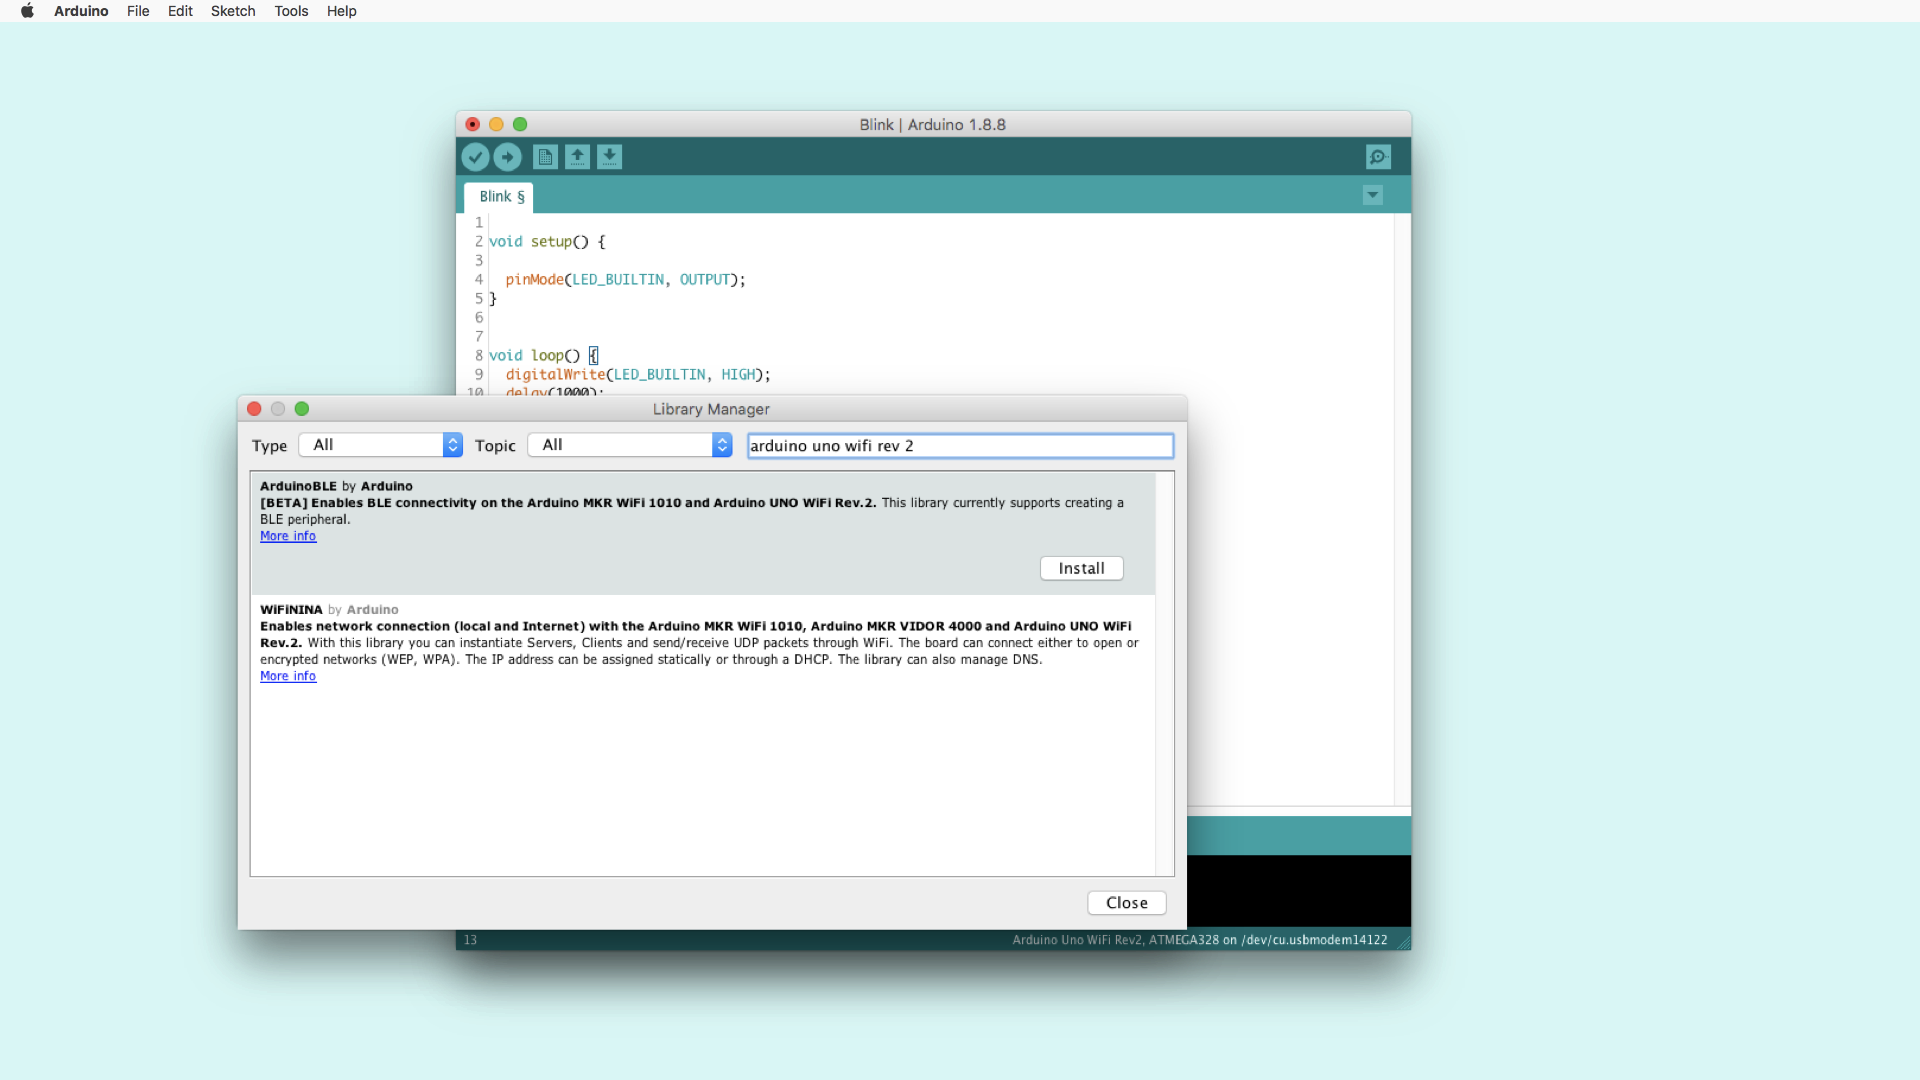 Arduino File Edit Sketch Tools Help
Blink | Arduino 1.8.8
Blink §
1
2 void setup() {
3
4 pinMode(LED_BUILTIN, OUTPUT);
5 }
6
7
8 void loop() {
9 digitalWrite(LED_BUILTIN, HIGH);
10 delay(1000);
Library Manager
Type All Topic All arduino uno wifi rev 2
ArduinoBLE by Arduino
[BETA] Enables BLE connectivity on the Arduino MKR WiFi 1010 and Arduino UNO WiFi Rev.2. This library currently supports creating a
BLE peripheral.
More info
Install
WiFiNINA by Arduino
Enables network connection (local and Internet) with the Arduino MKR WiFi 1010, Arduino MKR VIDOR 4000 and Arduino UNO WiFi
Rev.2. With this library you can instantiate Servers, Clients and send/receive UDP packets through WiFi. The board can connect either to open or
encrypted networks (WEP, WPA). The IP address can be assigned statically or through a DHCP. The library can also manage DNS.
More info
Close
13 Arduino Uno WiFi Rev2, ATMEGA328 on /dev/cu.usbmodem14122